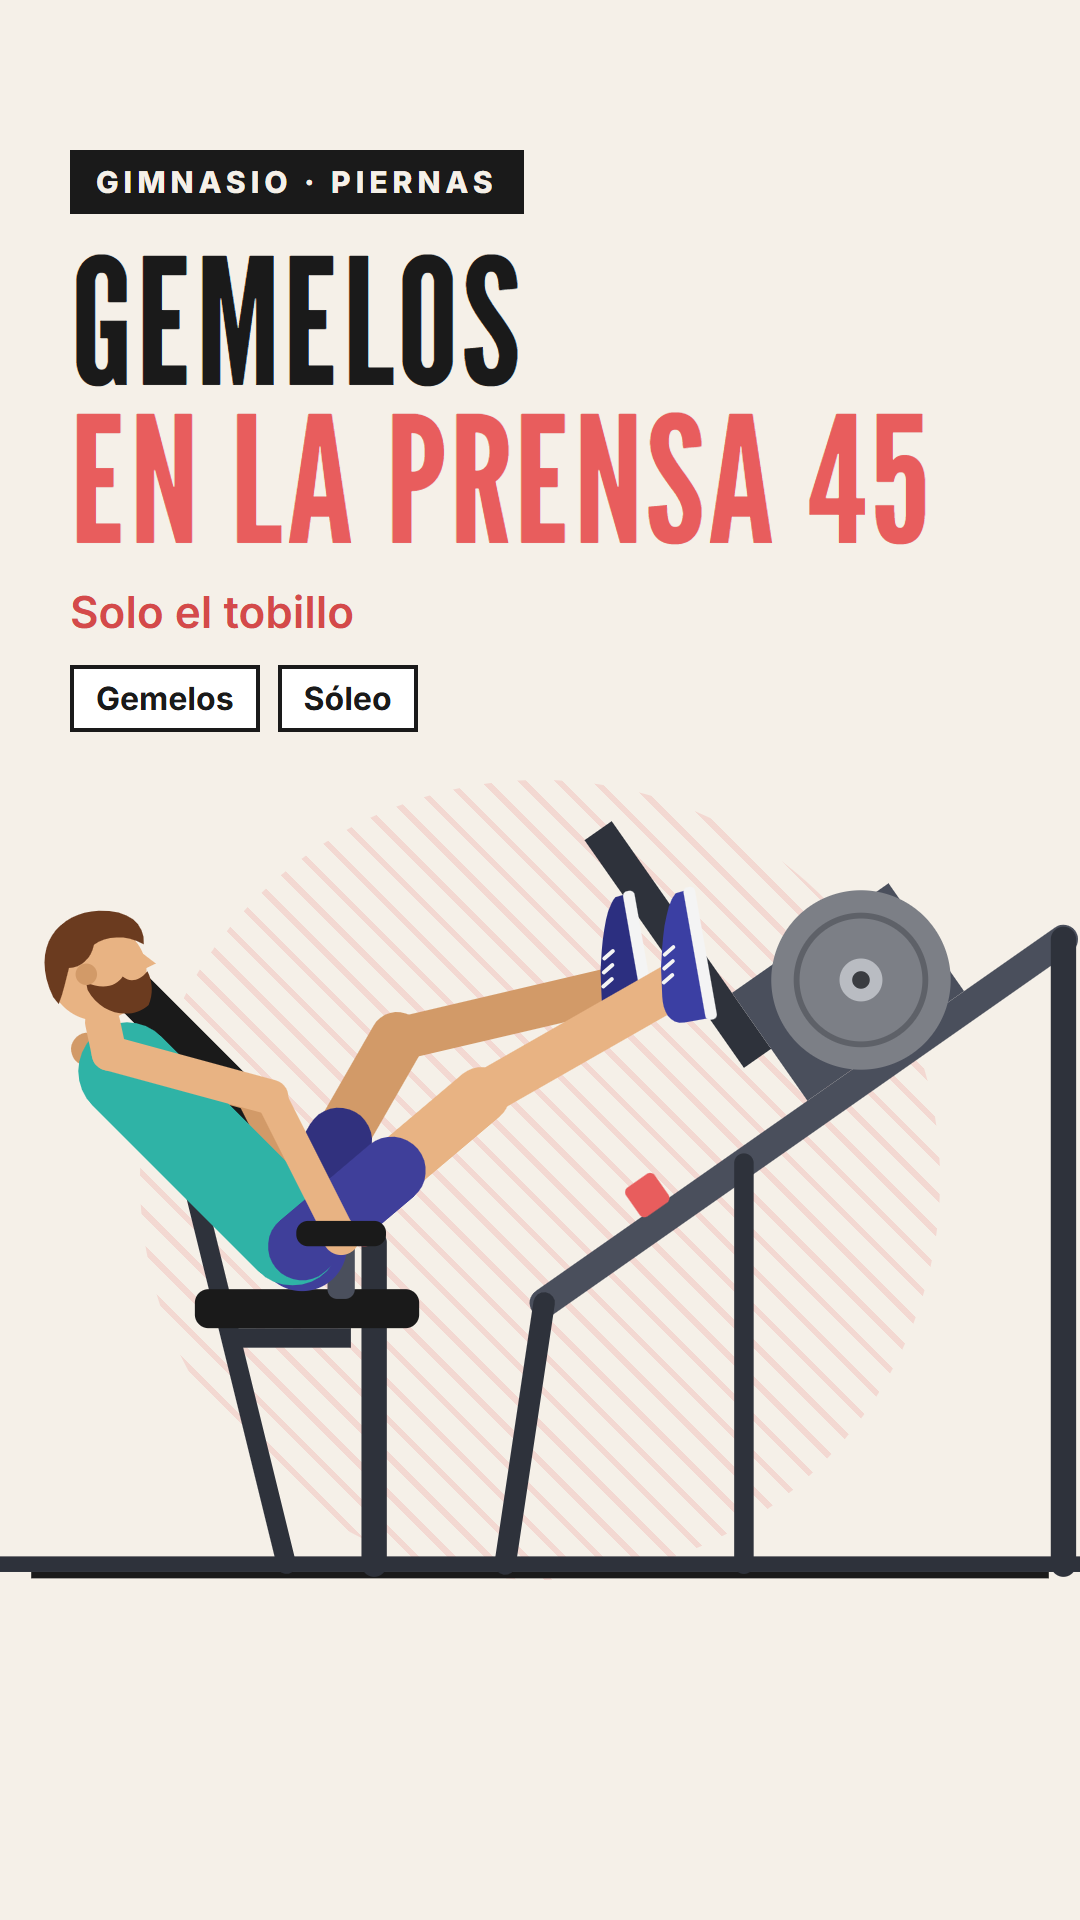 GIMNASIO · PIERNAS
GEMELOS
EN LA PRENSA 45
Solo el tobillo
Gemelos
Sóleo